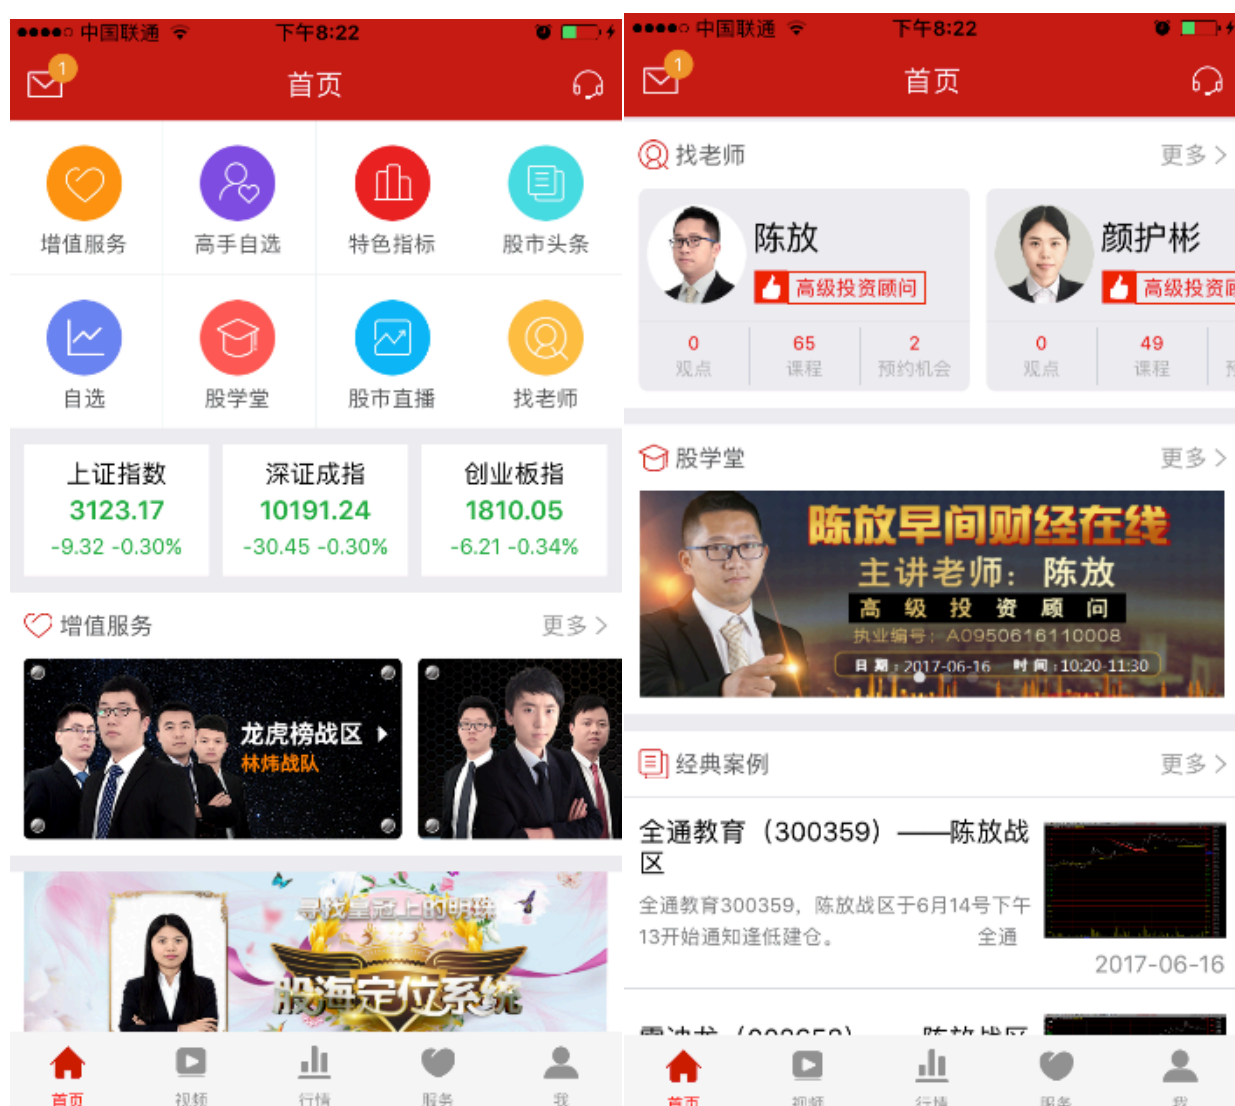 中国联通 下午8:22
1
首页
增值服务 高手自选 特色指标 股市头条
自选 股学堂 股市直播 找老师
上证指数 深证成指 创业板指
3123.17 10191.24 1810.05
-9.32 -0.30% -30.45 -0.30% -6.21 -0.34%
增值服务 更多
龙虎榜战区
林炜战队
寻找皇冠上的明珠
股海定位系统
首页 视频 行情 服务 我
中国联通 下午8:22
1
首页
找老师 更多
陈放 颜护彬
高级投资顾问 高级投资顾
0 65 2 0 49
观点 课程 预约机会 观点 课程 预
股学堂 更多
陈放早间财经在线
主讲老师：陈放
高级投资顾问
执业编号：A0950616110008
日期：2017-06-16 时间：10:20-11:30
经典案例 更多
全通教育（300359）——陈放战
区
全通教育300359，陈放战区于6月14号下午
13开始通知逢低建仓。 全通
2017-06-16
首页 视频 行情 服务 我